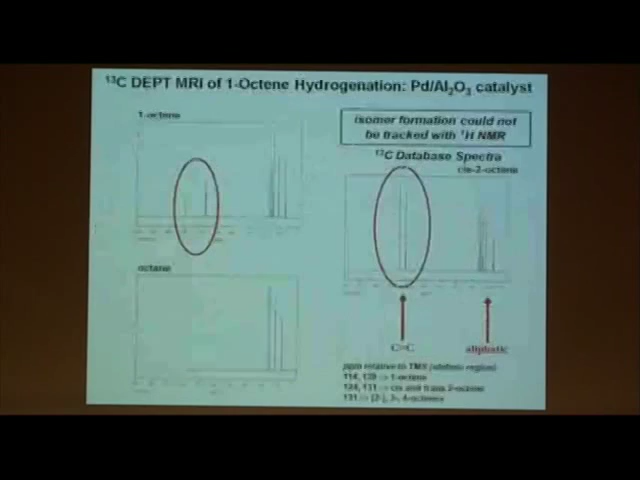 ¹³C DEPT MRI of 1-Octene Hydrogenation: Pd/Al₂O₃ catalyst
1-octene
isomer formation could not
be tracked with ¹H NMR
¹³C Database Spectra
cis-2-octene
octane
C=C
aliphatic
ppm relative to TMS (olefinic region)
114, 139 -> 1-octene
124, 131 -> cis and trans 2-octene
131 -> (2-), 3-, 4-octenes